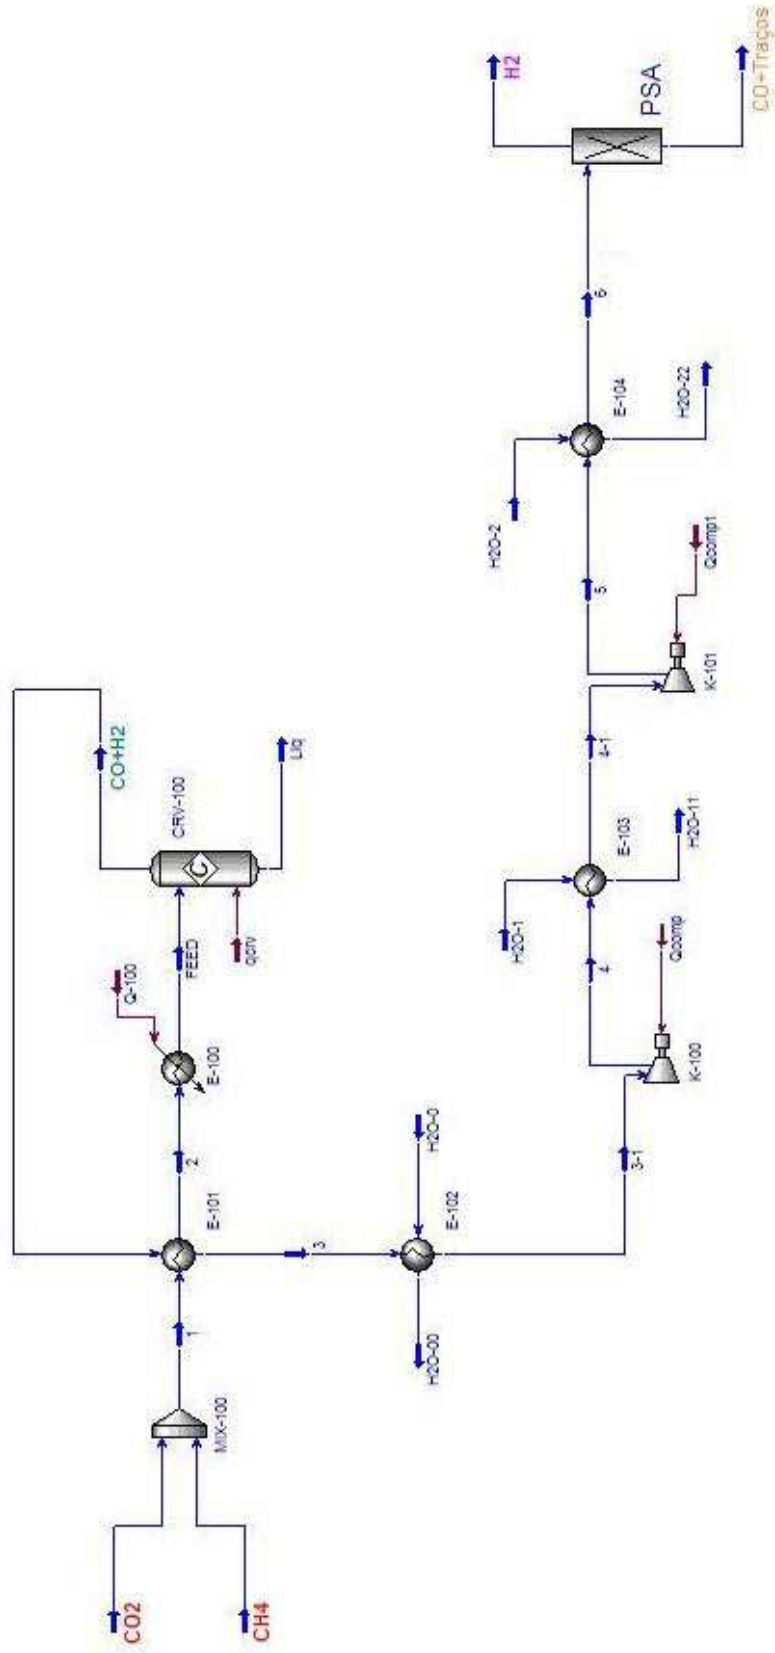 CO2
CH4
MIX-100
1
E-101
2
E-100
Q-100
FEED
qprv
CRV-100
C
CO+H2
Liq
3
E-102
H2O-0
H2O-00
3-1
K-100
Qcomp
4
H2O-1
E-103
H2O-11
4-1
K-101
Qcomp1
5
H2O-2
E-104
H2O-22
6
PSA
H2
CO+Traços